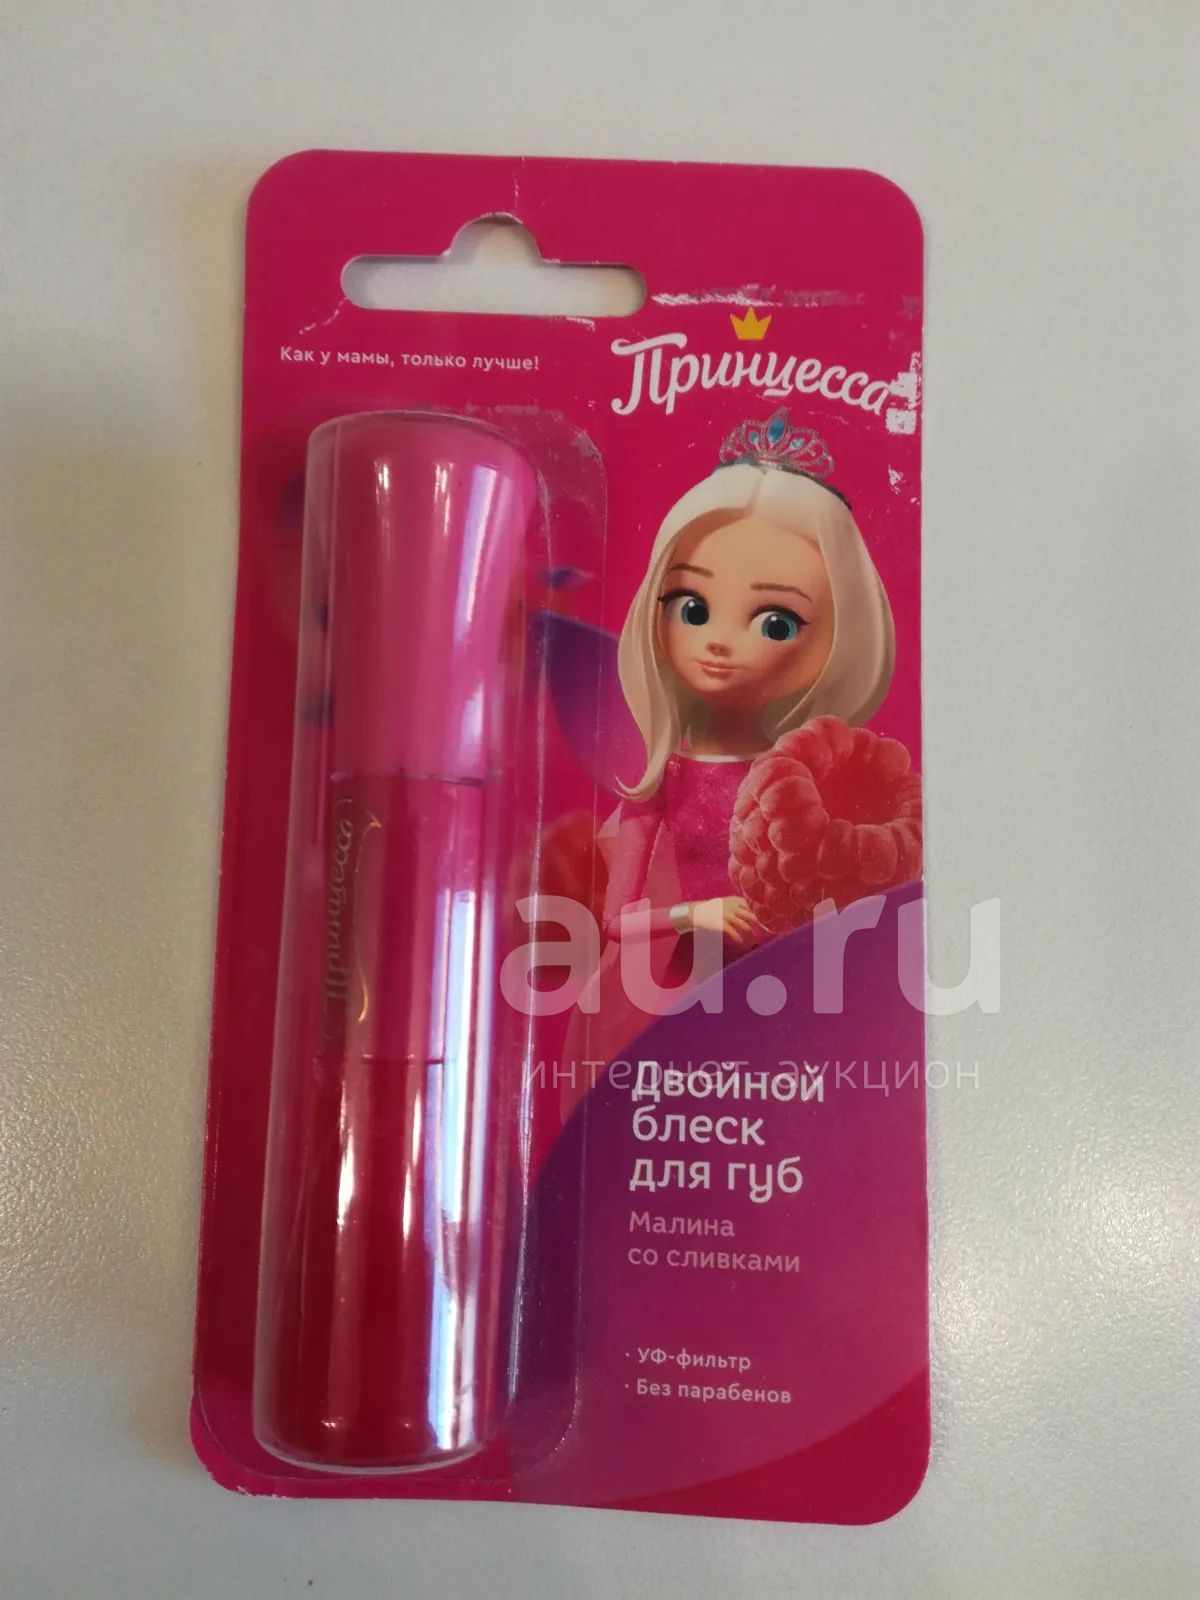 Как у мамы, только лучше!
Принцесса
Принцесса
au.ru
интернет-аукцион
Двойной
блеск
для губ
Малина
со сливками
· УФ-фильтр
· Без парабенов